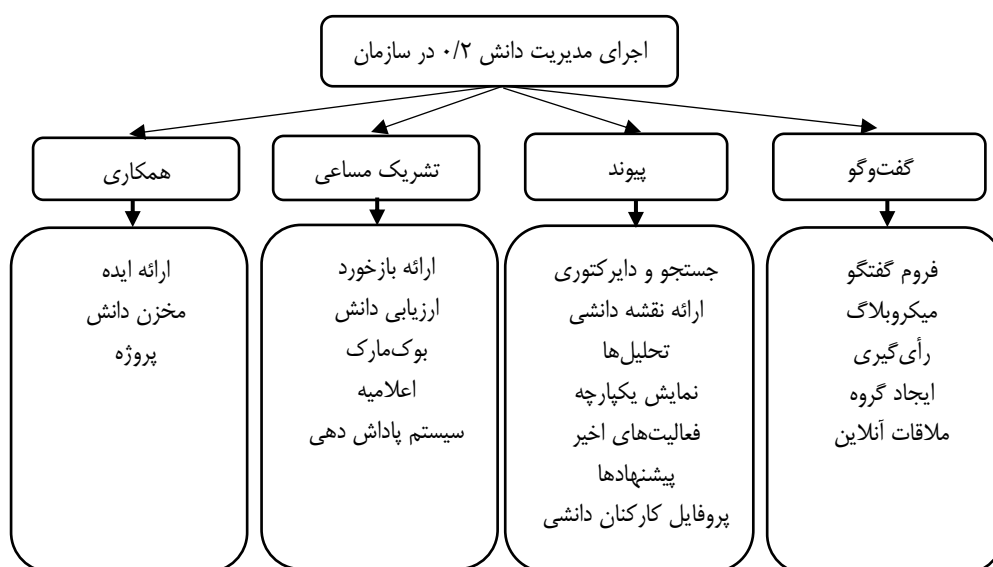 اجرای مدیریت دانش ۰/۲ در سازمان
گفت‌وگو
پیوند
تشریک مساعی
همکاری
فروم گفتگو
میکروبلاگ
رأی‌گیری
ایجاد گروه
ملاقات آنلاین
جستجو و دایرکتوری
ارائه نقشه دانشی
تحلیل‌ها
نمایش یکپارچه
فعالیت‌های اخیر
پیشنهادها
پروفایل کارکنان دانشی
ارائه بازخورد
ارزیابی دانش
بوک‌مارک
اعلامیه
سیستم پاداش دهی
ارائه ایده
مخزن دانش
پروژه